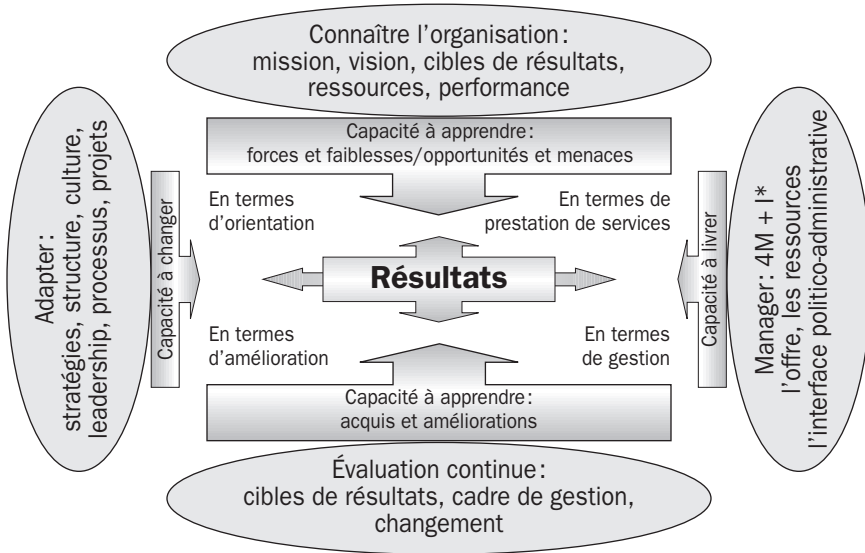 Connaître l'organisation :
mission, vision, cibles de résultats,
ressources, performance
Capacité à apprendre :
forces et faiblesses/opportunités et menaces
Adapter :
stratégies, structure, culture,
leadership, processus, projets
Capacité à changer
En termes
d'orientation
En termes de
prestation de services
Résultats
En termes
d'amélioration
En termes
de gestion
Capacité à livrer
Manager : 4M + I*
l'offre, les ressources
l'interface politico-administrative
Capacité à apprendre :
acquis et améliorations
Évaluation continue :
cibles de résultats, cadre de gestion,
changement